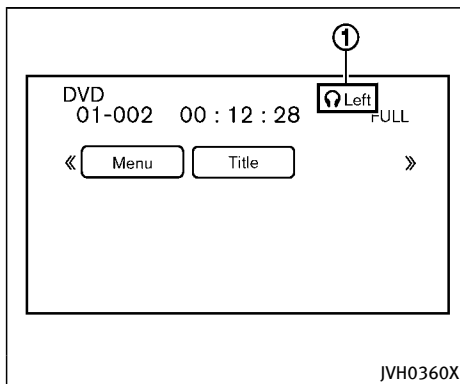 ①
DVD
Left
01-002 00 : 12 : 28 FULL
« Menu Title »
JVH0360X